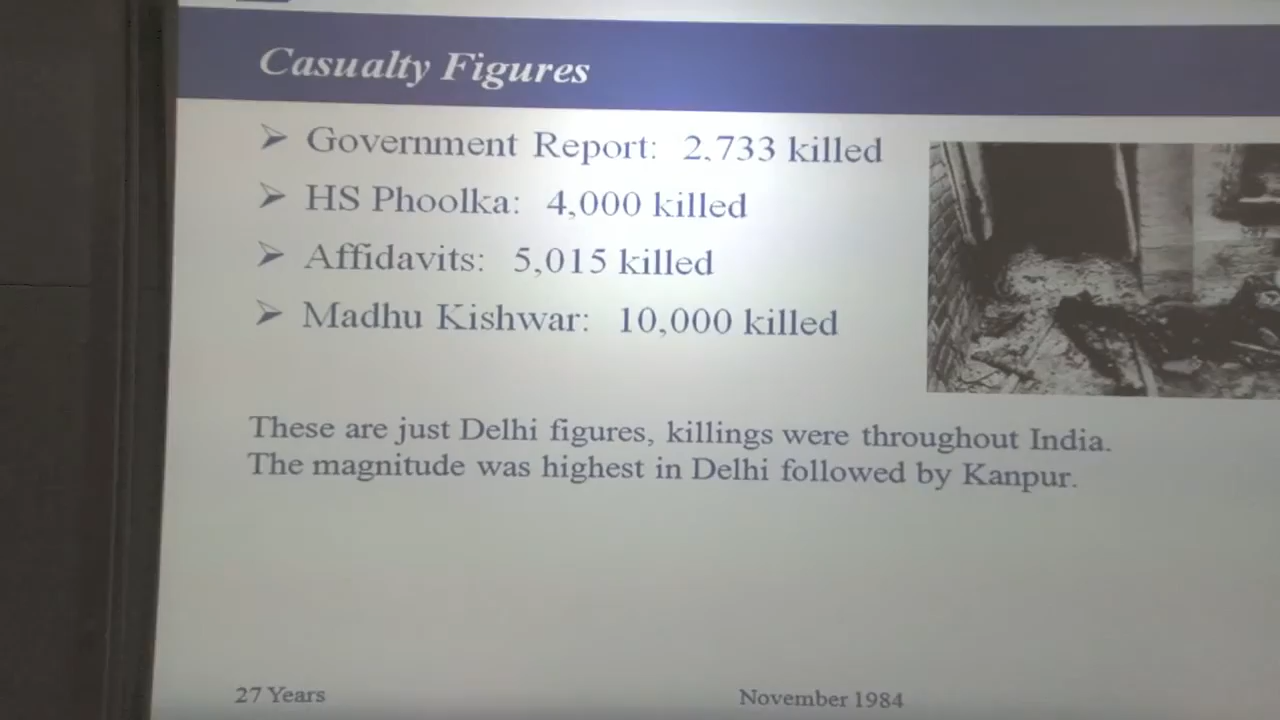 Casualty Figures
➢ Government Report: 2,733 killed
➢ HS Phoolka: 4,000 killed
➢ Affidavits: 5,015 killed
➢ Madhu Kishwar: 10,000 killed
These are just Delhi figures, killings were throughout India.
The magnitude was highest in Delhi followed by Kanpur.
27 Years
November 1984